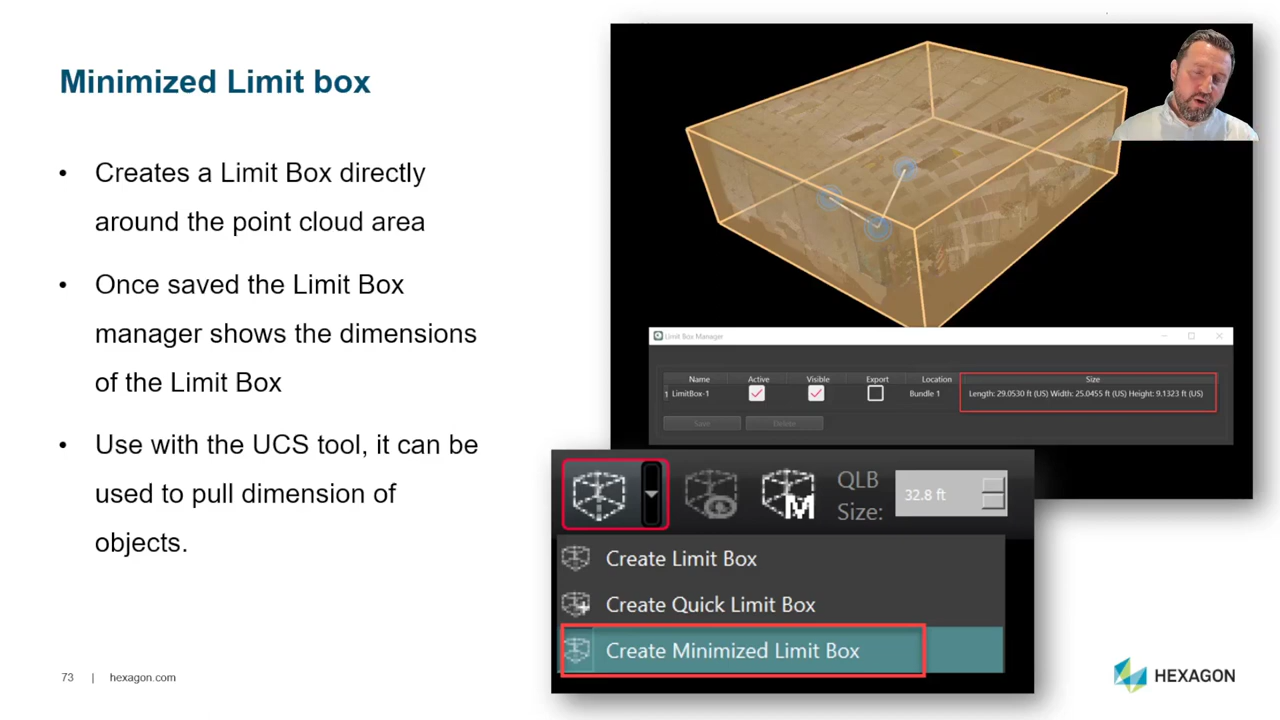 Minimized Limit box
• Creates a Limit Box directly
around the point cloud area
• Once saved the Limit Box
manager shows the dimensions
of the Limit Box
• Use with the UCS tool, it can be
used to pull dimension of
objects.
Limit Box Manager
Name Active Visible Export Location Size
1 LimitBox-1 Bundle 1 Length: 29.0530 ft (US) Width: 25.0455 ft (US) Height: 9.1323 ft (US)
Save Delete
M QLB
Size: 32.8 ft
Create Limit Box
Create Quick Limit Box
Create Minimized Limit Box
73 | hexagon.com
HEXAGON